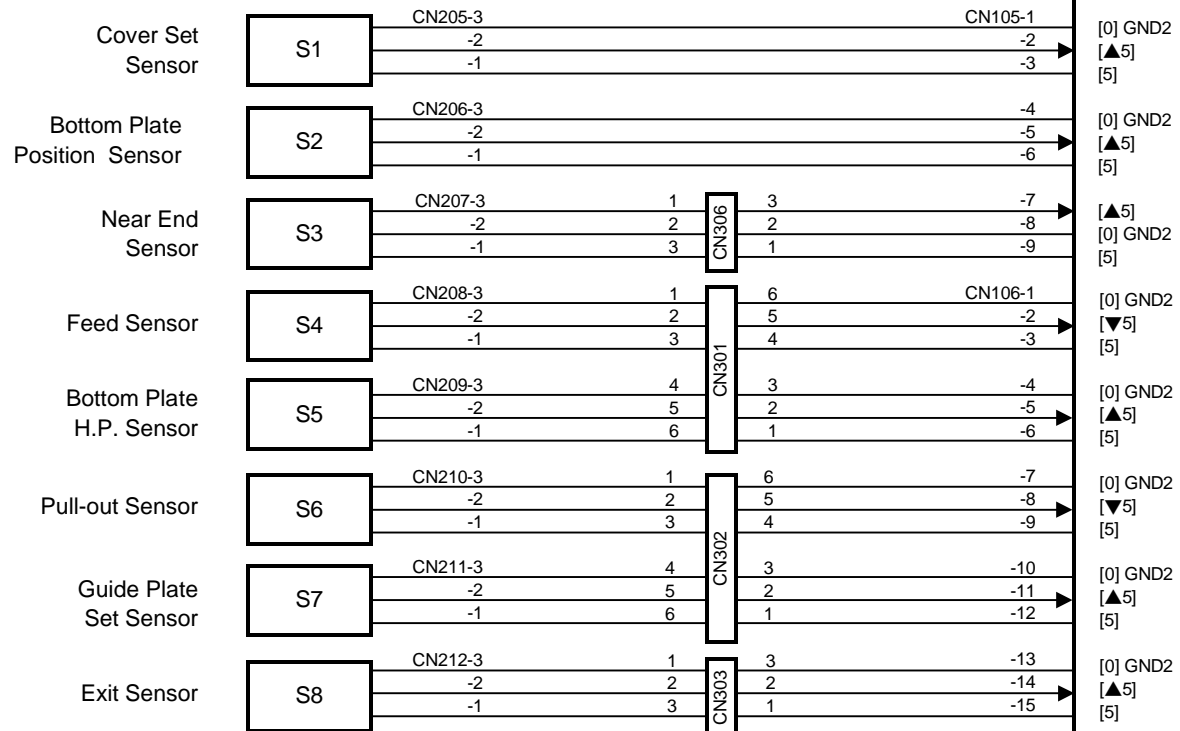 Cover Set
Sensor
S1
CN205-3 CN105-1 [0] GND2
-2 -2 [▲5]
-1 -3 [5]
Bottom Plate
Position Sensor
S2
CN206-3 -4 [0] GND2
-2 -5 [▲5]
-1 -6 [5]
Near End
Sensor
S3
CN306
CN207-3 1 3 -7 [▲5]
-2 2 2 -8 [0] GND2
-1 3 1 -9 [5]
Feed Sensor
S4
CN301
CN208-3 1 6 CN106-1 [0] GND2
-2 2 5 -2 [▼5]
-1 3 4 -3 [5]
Bottom Plate
H.P. Sensor
S5
CN209-3 4 3 -4 [0] GND2
-2 5 2 -5 [▲5]
-1 6 1 -6 [5]
Pull-out Sensor
S6
CN302
CN210-3 1 6 -7 [0] GND2
-2 2 5 -8 [▼5]
-1 3 4 -9 [5]
Guide Plate
Set Sensor
S7
CN211-3 4 3 -10 [0] GND2
-2 5 2 -11 [▲5]
-1 6 1 -12 [5]
Exit Sensor
S8
CN303
CN212-3 1 3 -13 [0] GND2
-2 2 2 -14 [▲5]
-1 3 1 -15 [5]